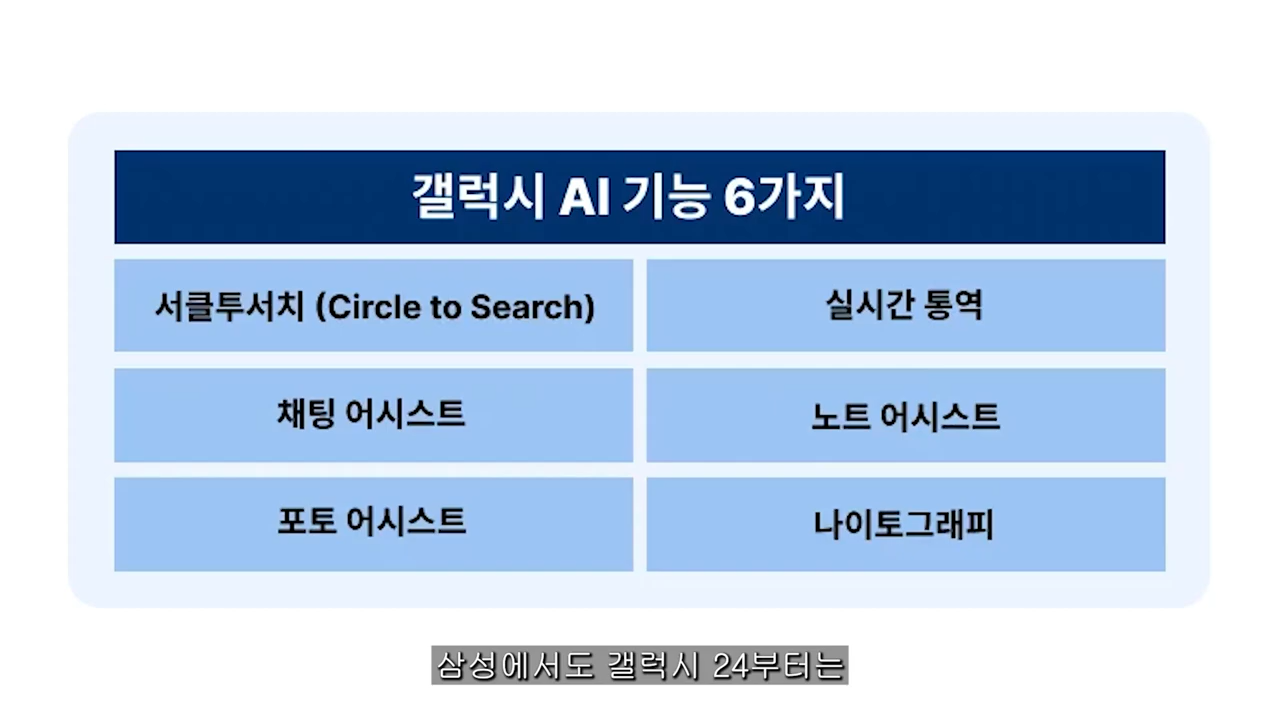 갤럭시 AI 기능 6가지
서클투서치 (Circle to Search)
실시간 통역
채팅 어시스트
노트 어시스트
포토 어시스트
나이토그래피
삼성에서도 갤럭시 24부터는